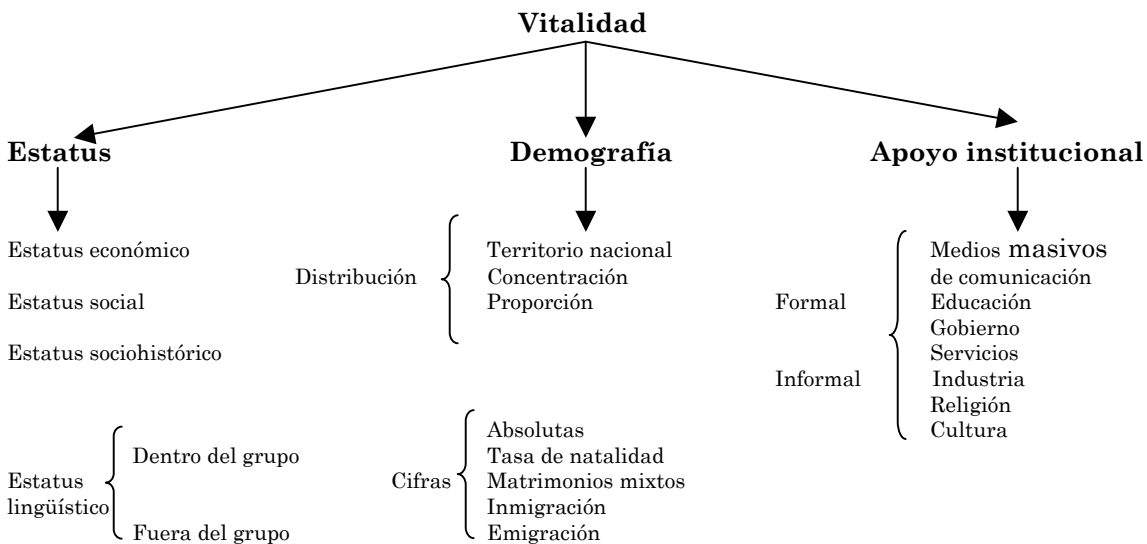 Vitalidad
Estatus
Demografía
Apoyo institucional
Estatus económico
Estatus social
Estatus sociohistórico
Estatus
lingüístico
Dentro del grupo
Fuera del grupo
Distribución
Territorio nacional
Concentración
Proporción
Cifras
Absolutas
Tasa de natalidad
Matrimonios mixtos
Inmigración
Emigración
Formal
Informal
Medios masivos
de comunicación
Educación
Gobierno
Servicios
Industria
Religión
Cultura